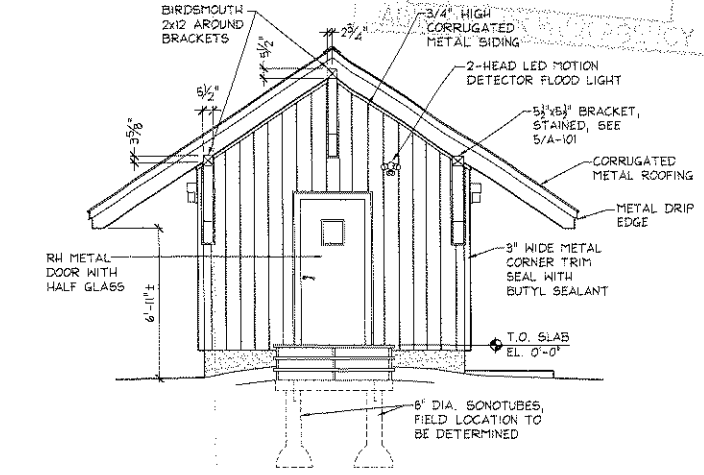 BIRDSMOUTH
2x12 AROUND
BRACKETS
5½"
2¾"
3/4" HIGH
CORRUGATED
METAL SIDING
2-HEAD LED MOTION
DETECTOR FLOOD LIGHT
5½"
3⅝"
5½"x5½" BRACKET,
STAINED, SEE
5/A-101
CORRUGATED
METAL ROOFING
METAL DRIP
EDGE
RH METAL
DOOR WITH
HALF GLASS
6'-11" ±
3" WIDE METAL
CORNER TRIM
SEAL WITH
BUTYL SEALANT
T.O. SLAB
EL. 0'-0"
8" DIA. SONOTUBES,
FIELD LOCATION TO
BE DETERMINED